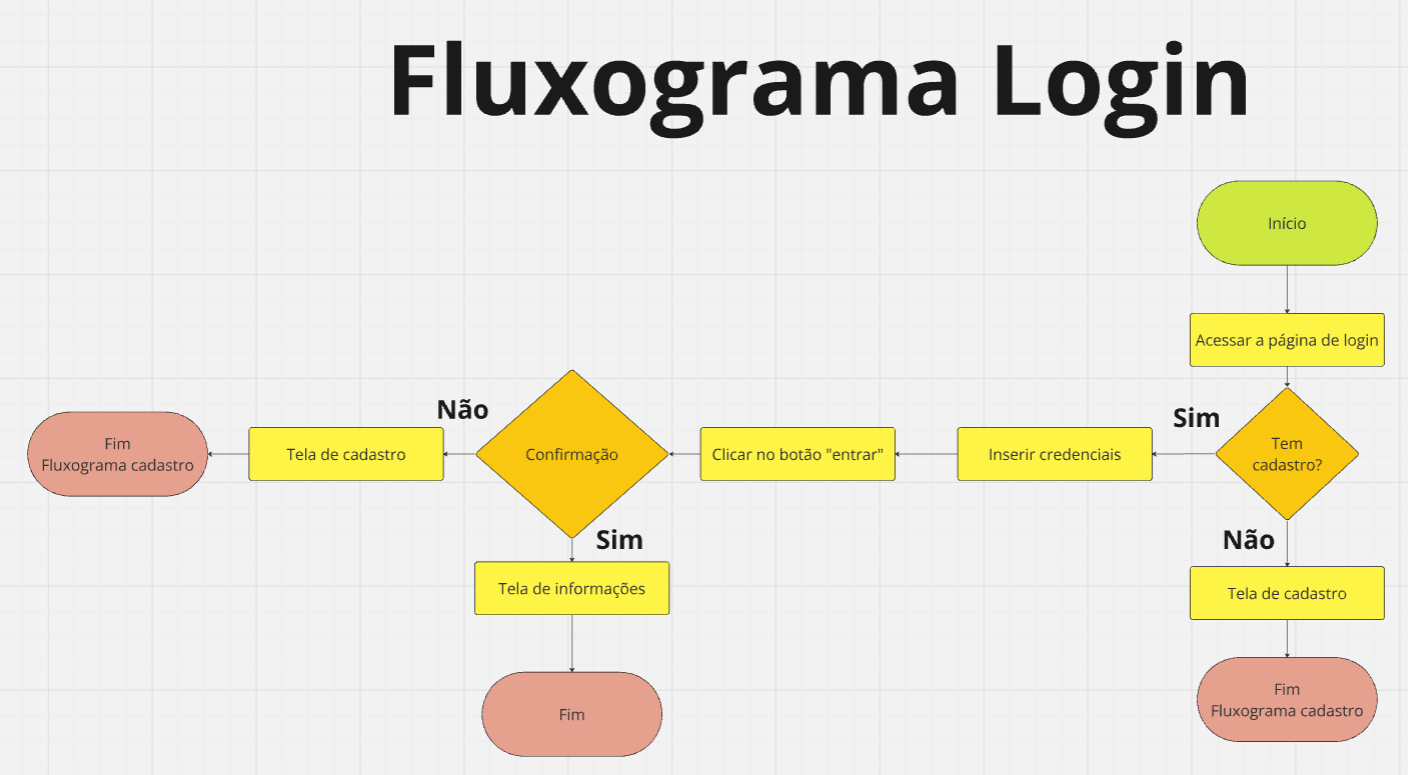 Fluxograma Login
Início
Acessar a página de login
Tem
cadastro?
Sim
Inserir credenciais
Clicar no botão "entrar"
Confirmação
Não
Tela de cadastro
Fim
Fluxograma cadastro
Sim
Tela de informações
Fim
Não
Tela de cadastro
Fim
Fluxograma cadastro